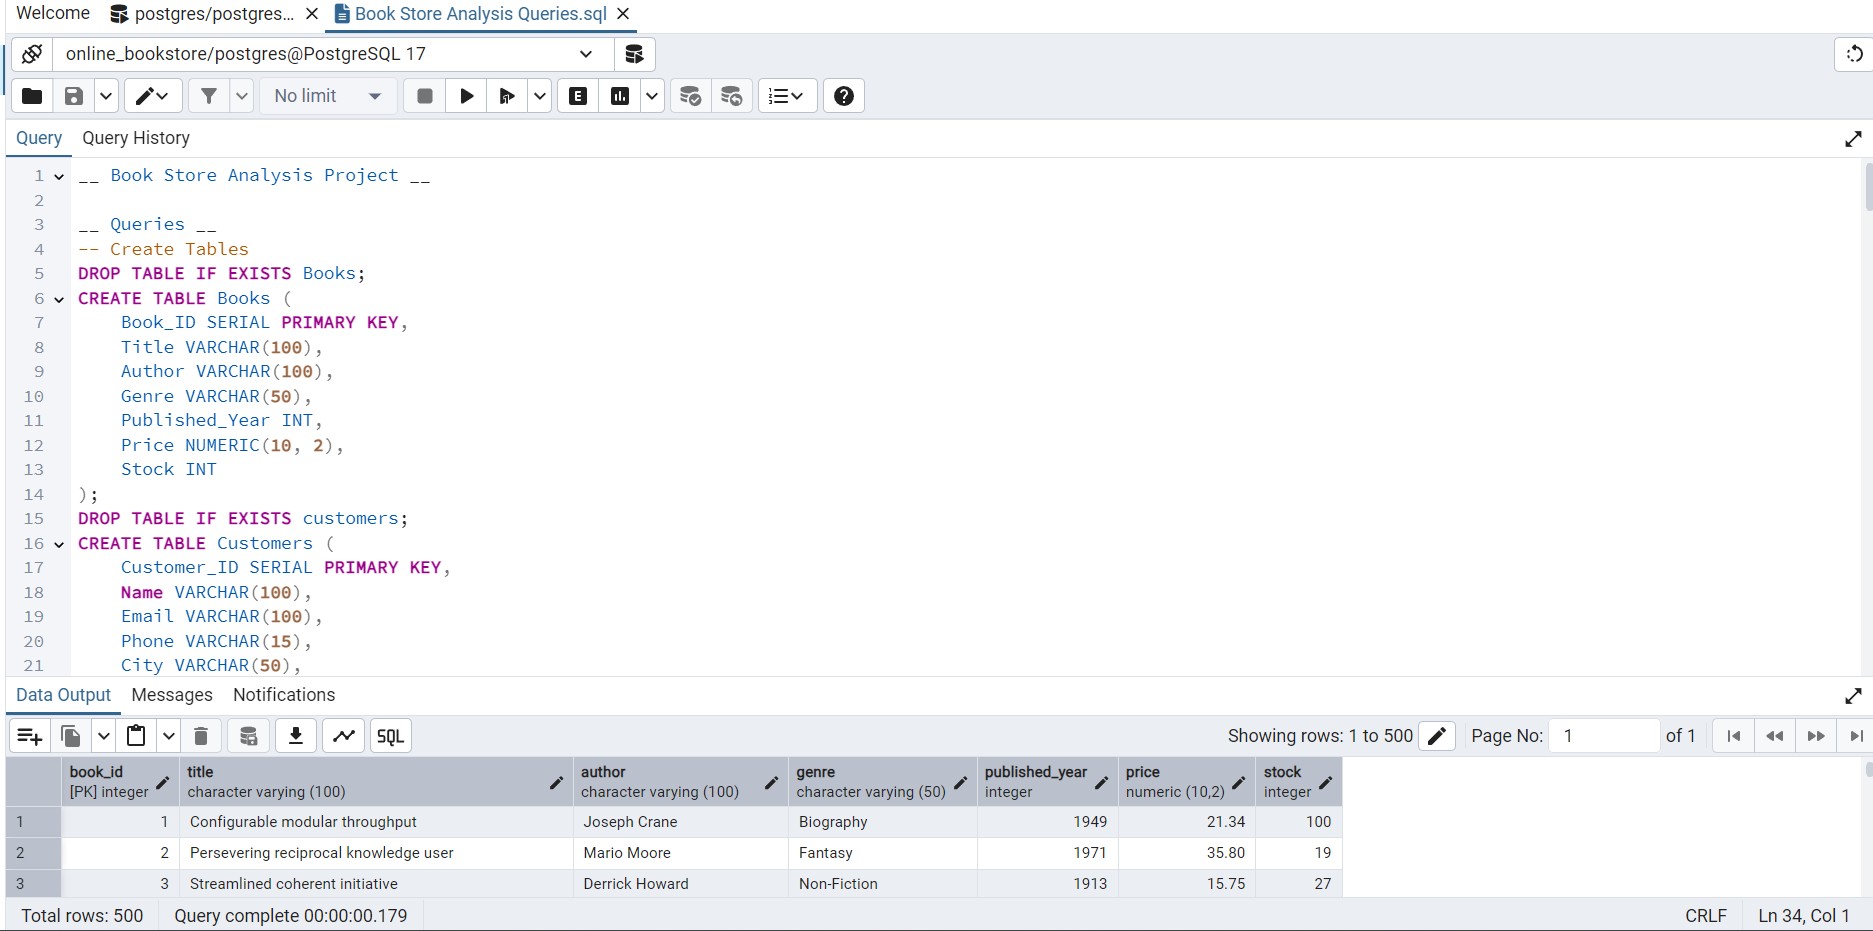 Welcome postgres/postgres... Book Store Analysis Queries.sql
online_bookstore/postgres@PostgreSQL 17
No limit E
Query Query History
1 __ Book Store Analysis Project __
2
3 __ Queries __
4 -- Create Tables
5 DROP TABLE IF EXISTS Books;
6 CREATE TABLE Books (
7 Book_ID SERIAL PRIMARY KEY,
8 Title VARCHAR(100),
9 Author VARCHAR(100),
10 Genre VARCHAR(50),
11 Published_Year INT,
12 Price NUMERIC(10, 2),
13 Stock INT
14 );
15 DROP TABLE IF EXISTS customers;
16 CREATE TABLE Customers (
17 Customer_ID SERIAL PRIMARY KEY,
18 Name VARCHAR(100),
19 Email VARCHAR(100),
20 Phone VARCHAR(15),
21 City VARCHAR(50),
Data Output Messages Notifications
SQL Showing rows: 1 to 500 Page No: 1 of 1
book_id title author genre published_year price stock
[PK] integer character varying (100) character varying (100) character varying (50) integer numeric (10,2) integer
1 1 Configurable modular throughput Joseph Crane Biography 1949 21.34 100
2 2 Persevering reciprocal knowledge user Mario Moore Fantasy 1971 35.80 19
3 3 Streamlined coherent initiative Derrick Howard Non-Fiction 1913 15.75 27
Total rows: 500 Query complete 00:00:00.179 CRLF Ln 34, Col 1